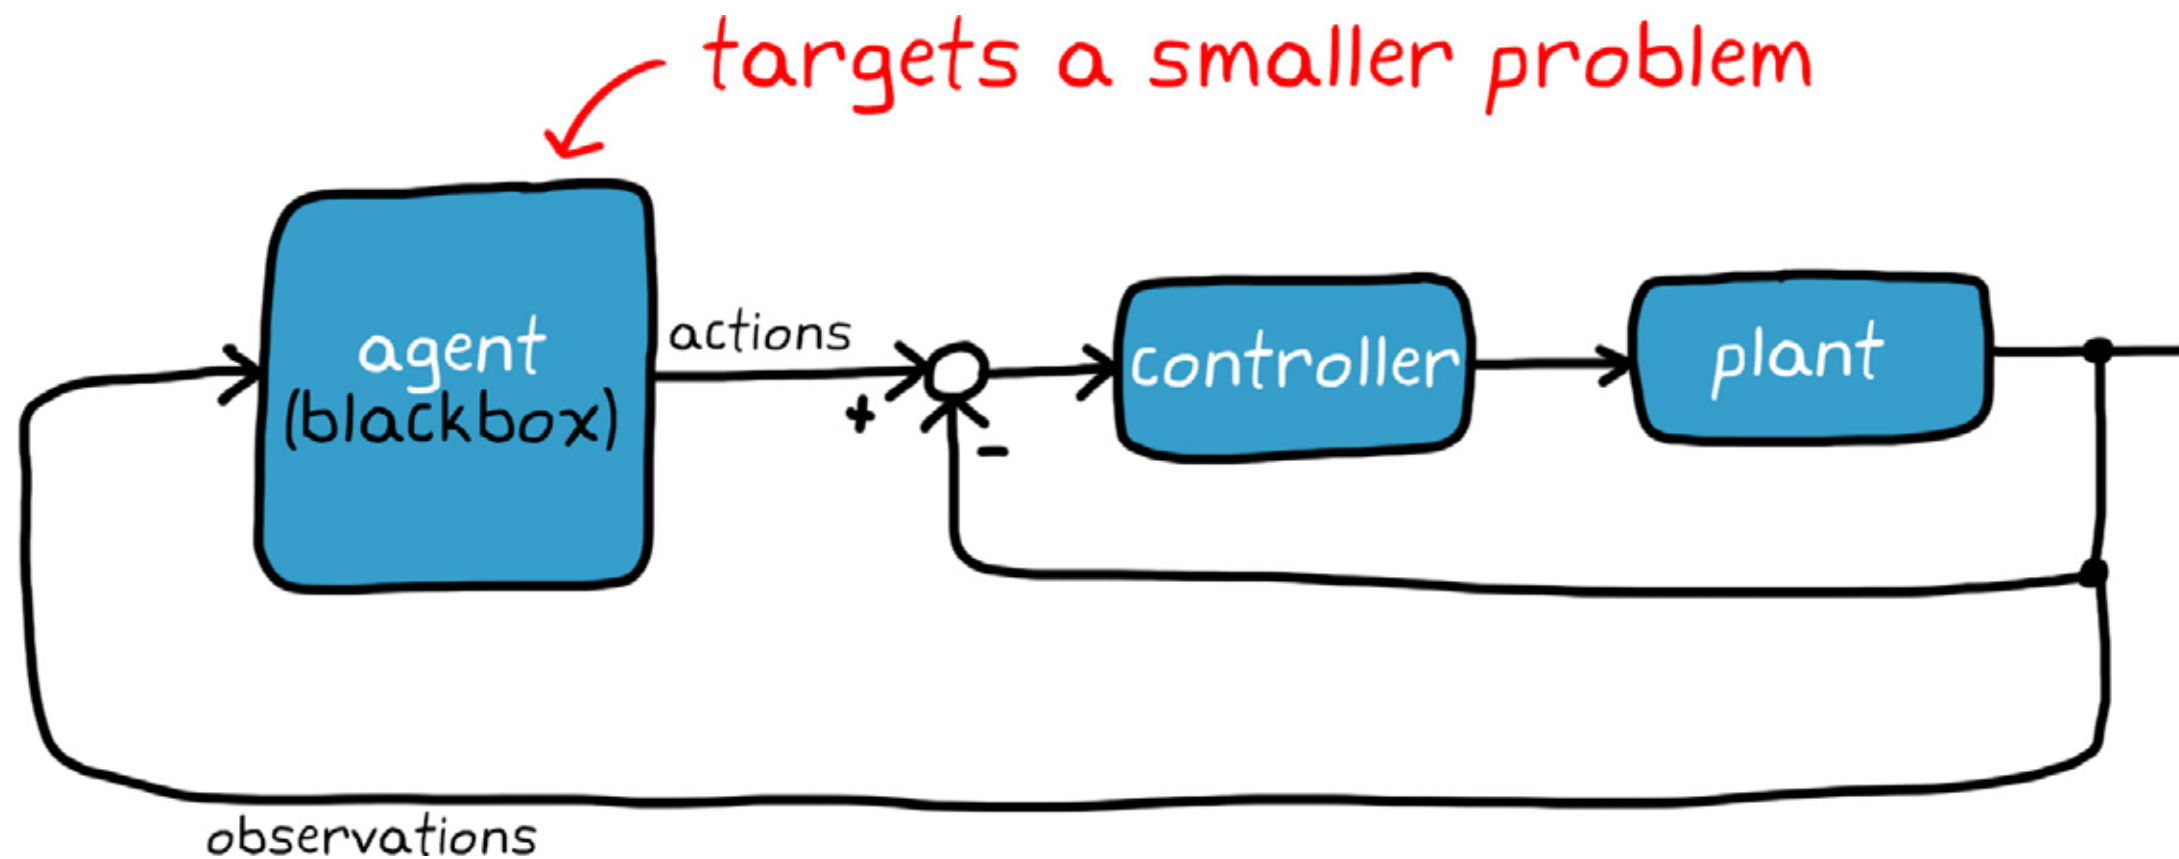 targets a smaller problem
agent
(blackbox)
actions
+
-
controller
plant
observations